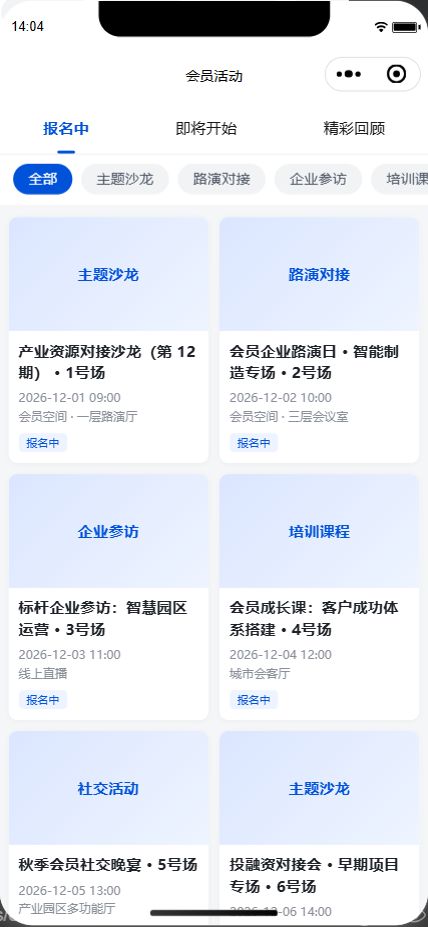 14:04
会员活动
报名中 即将开始 精彩回顾
全部 主题沙龙 路演对接 企业参访 培训课
主题沙龙
产业资源对接沙龙（第 12
期） • 1号场
2026-12-01 09:00
会员空间 · 一层路演厅
报名中
路演对接
会员企业路演日 • 智能制
造专场 • 2号场
2026-12-02 10:00
会员空间 · 三层会议室
报名中
企业参访
标杆企业参访：智慧园区
运营 • 3号场
2026-12-03 11:00
线上直播
报名中
培训课程
会员成长课：客户成功体
系搭建 • 4号场
2026-12-04 12:00
城市会客厅
报名中
社交活动
秋季会员社交晚宴 • 5号场
2026-12-05 13:00
产业园区多功能厅
主题沙龙
投融资对接会 • 早期项目
专场 • 6号场
2026-12-06 14:00